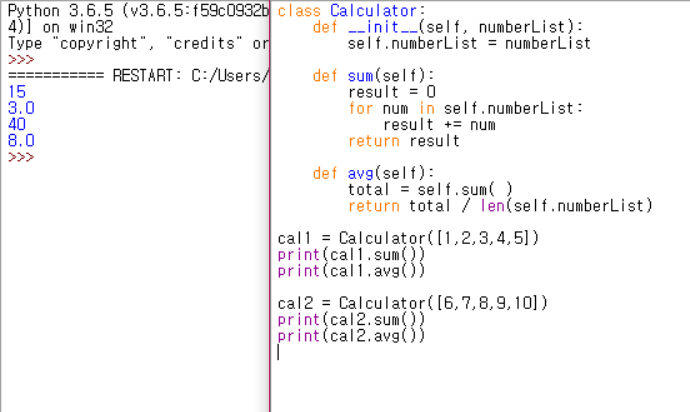 Python 3.6.5 (v3.6.5:f59c0932b
4)] on win32
Type "copyright", "credits" or
>>>
=========== RESTART: C:/Users/
15
3.0
40
8.0
>>>
class Calculator:
    def __init__(self, numberList):
        self.numberList = numberList

    def sum(self):
        result = 0
        for num in self.numberList:
            result += num
        return result

    def avg(self):
        total = self.sum( )
        return total / len(self.numberList)

cal1 = Calculator([1,2,3,4,5])
print(cal1.sum())
print(cal1.avg())

cal2 = Calculator([6,7,8,9,10])
print(cal2.sum())
print(cal2.avg())